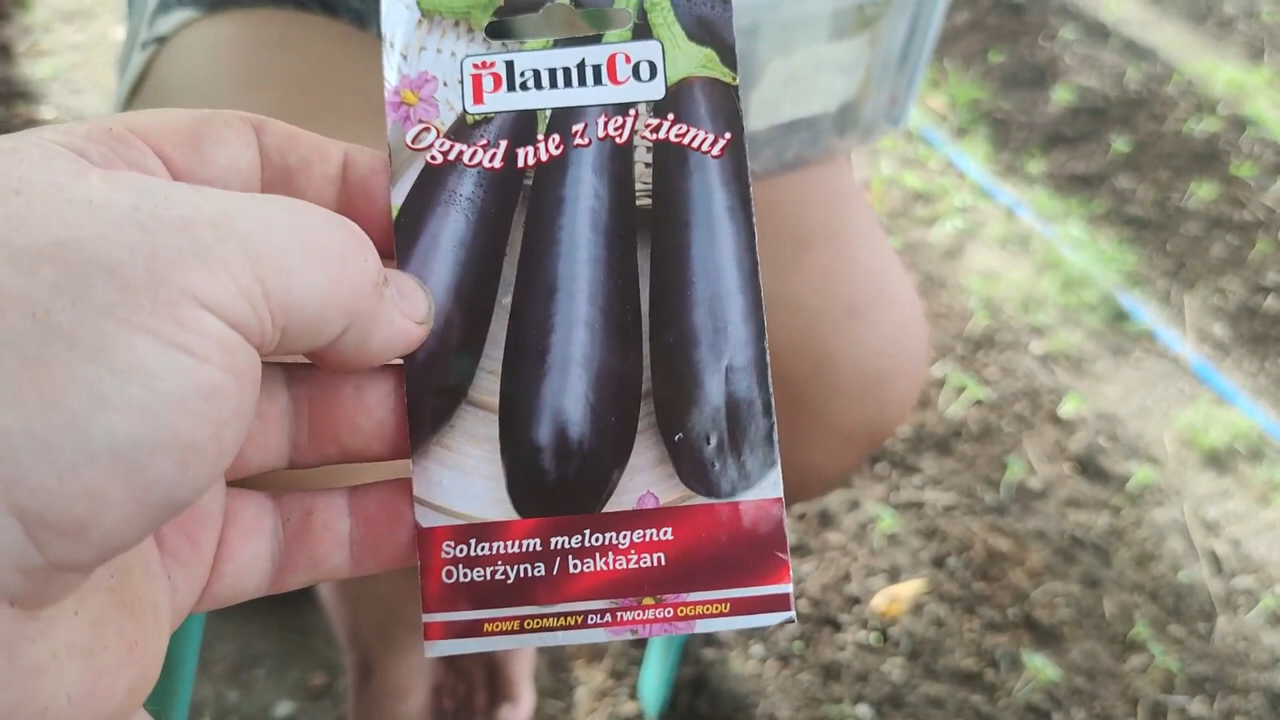 PlantiCo
Ogród nie z tej ziemi
Solanum melongena
Oberżyna / bakłażan
NOWE ODMIANY DLA TWOJEGO OGRODU